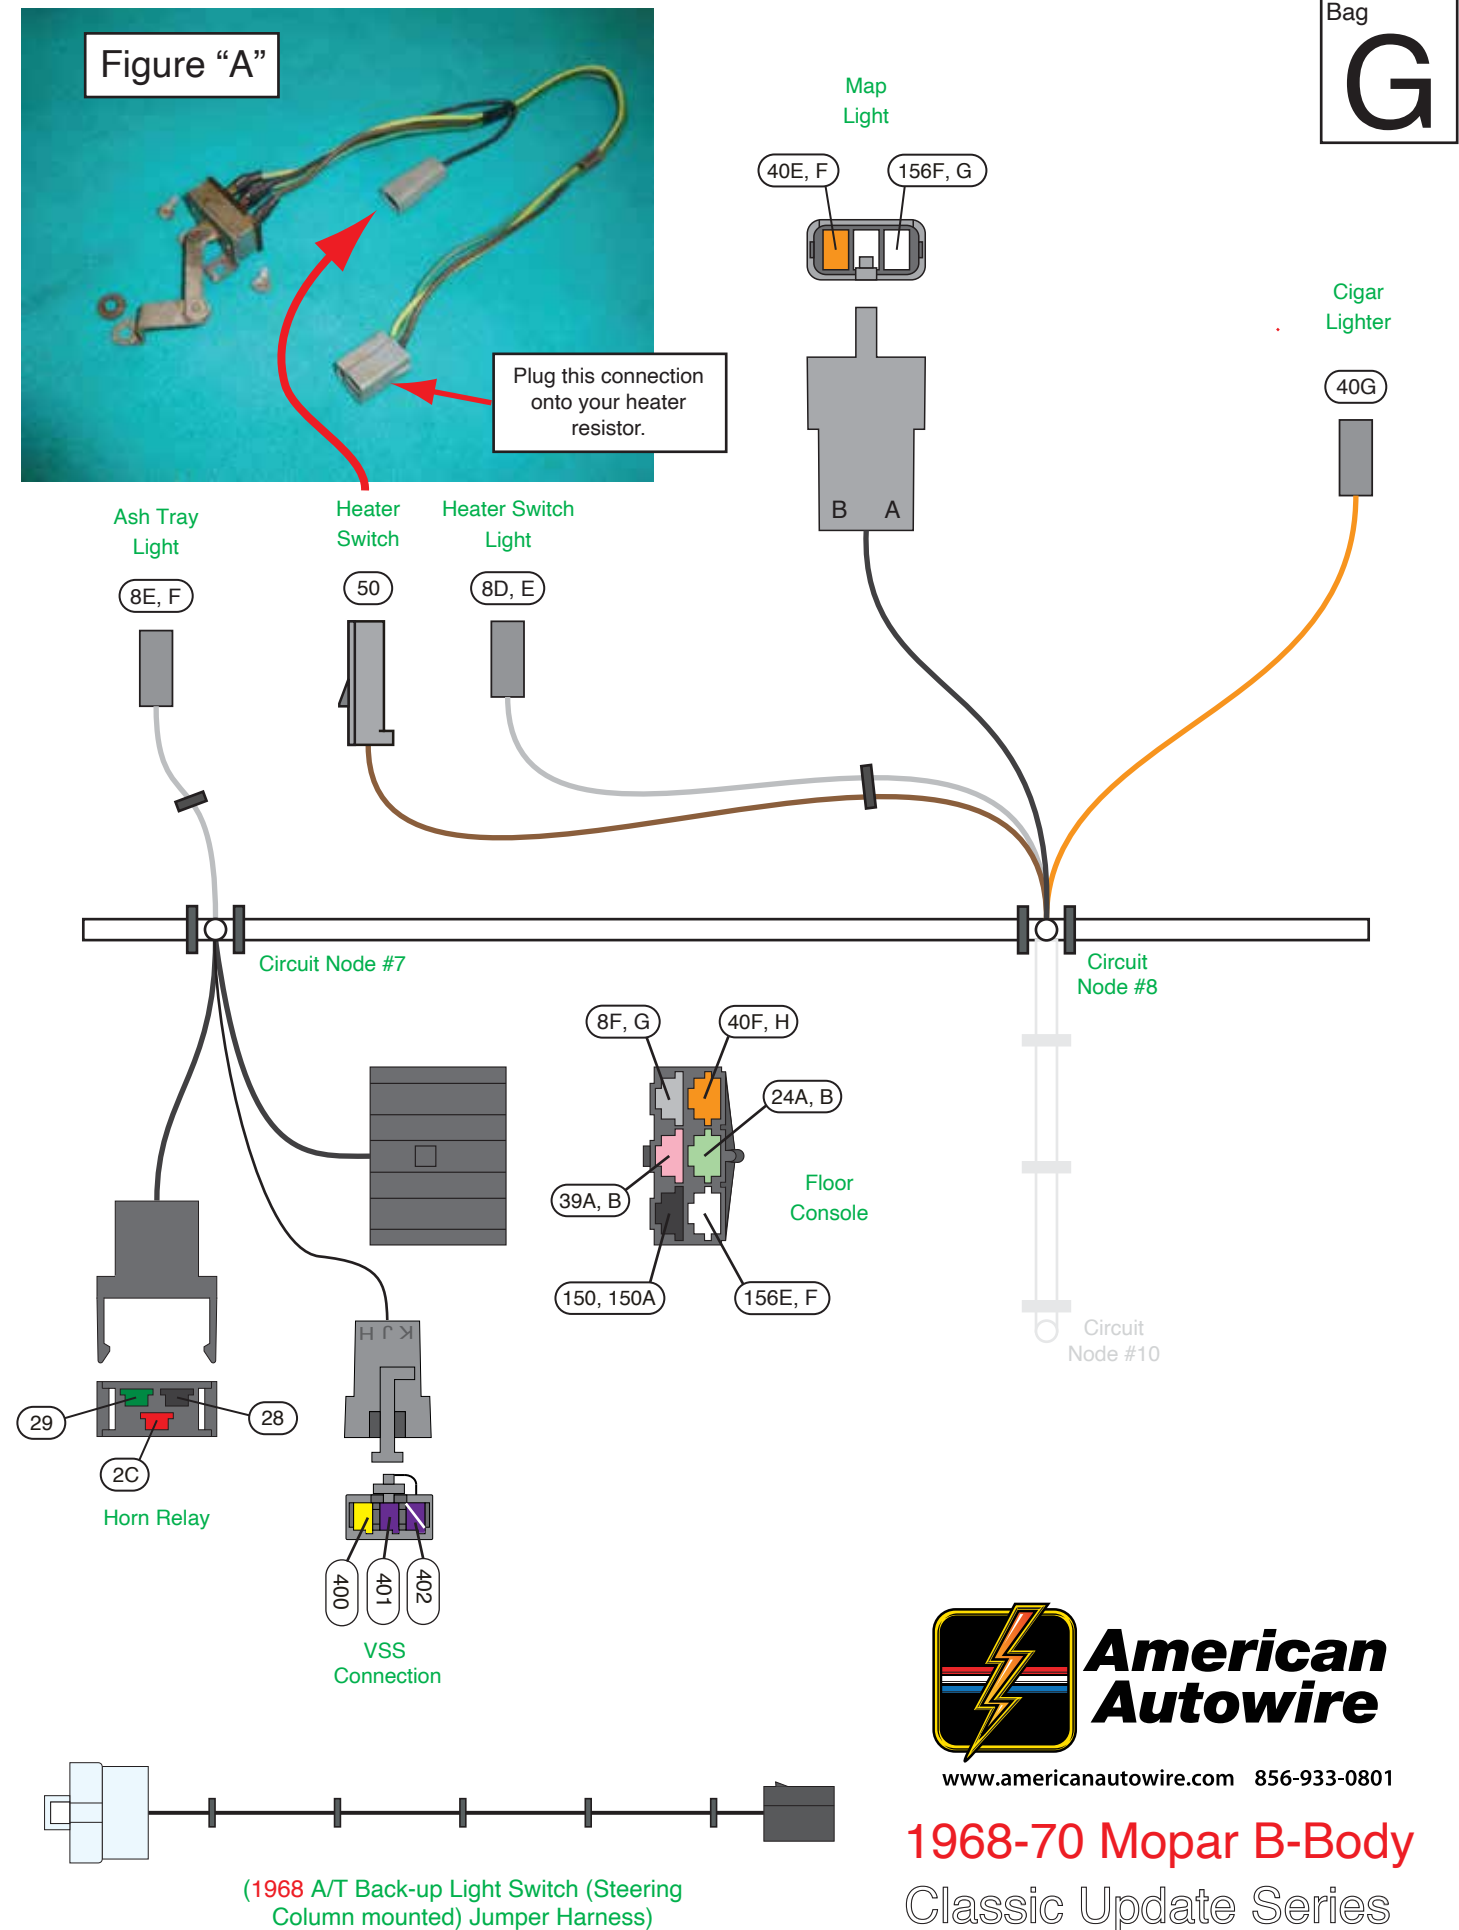 Bag
G
Figure “A”
Plug this connection
onto your heater
resistor.
Map
Light
40E, F
156F, G
B A
Cigar
Lighter
40G
Ash Tray
Light
8E, F
Heater
Switch
50
Heater Switch
Light
8D, E
Circuit Node #7
Circuit
Node #8
8F, G
40F, H
24A, B
39A, B
150, 150A
156E, F
Floor
Console
Circuit
Node #10
29
28
2C
Horn Relay
H J K
400
401
402
VSS
Connection
American
Autowire
www.americanautowire.com 856-933-0801
1968-70 Mopar B-Body
Classic Update Series
(1968 A/T Back-up Light Switch (Steering
Column mounted) Jumper Harness)